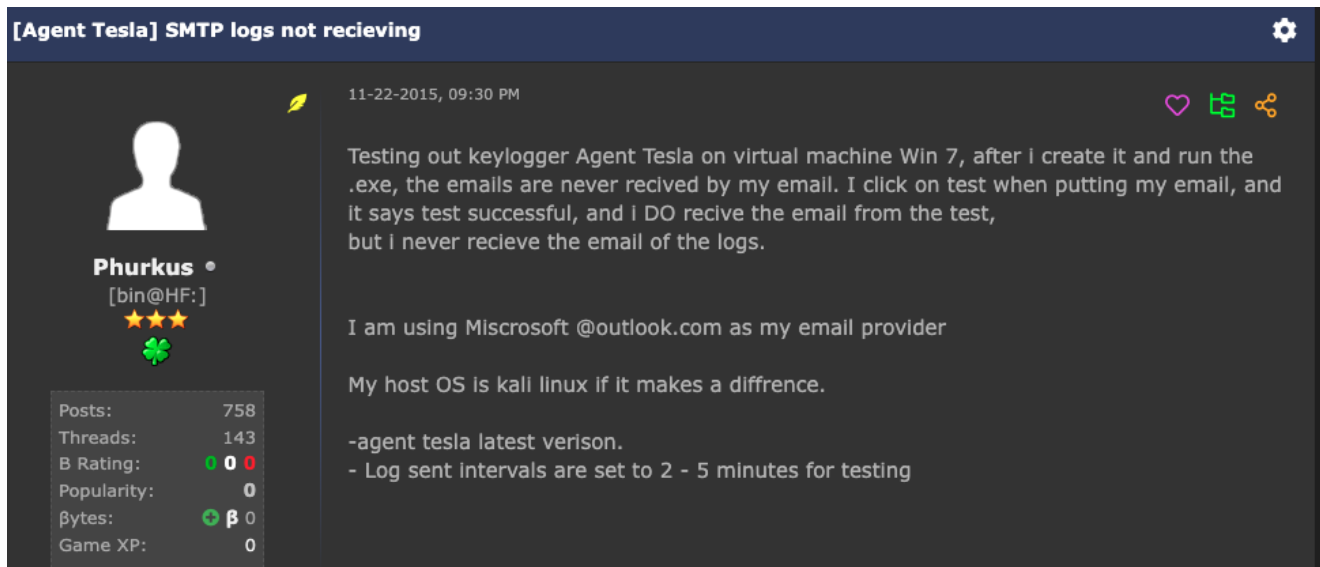 [Agent Tesla] SMTP logs not recieving
11-22-2015, 09:30 PM
Testing out keylogger Agent Tesla on virtual machine Win 7, after i create it and run the
.exe, the emails are never recived by my email. I click on test when putting my email, and
it says test successful, and i DO recive the email from the test,
but i never recieve the email of the logs.
I am using Miscrosoft @outlook.com as my email provider
My host OS is kali linux if it makes a diffrence.
-agent tesla latest verison.
- Log sent intervals are set to 2 - 5 minutes for testing
Phurkus
[bin@HF:]
Posts: 758
Threads: 143
B Rating: 0 0 0
Popularity: 0
βytes: β 0
Game XP: 0